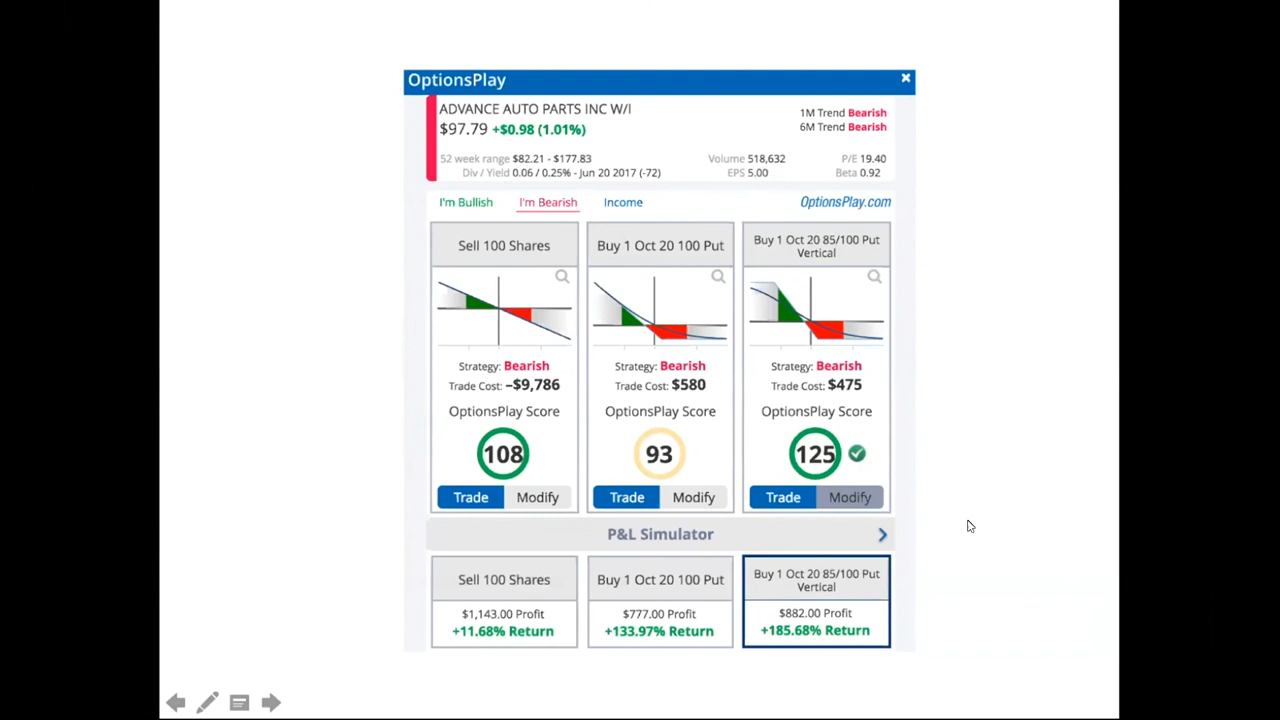 OptionsPlay
ADVANCE AUTO PARTS INC W/I
$97.79 +$0.98 (1.01%)
1M Trend Bearish
6M Trend Bearish
52 week range $82.21 - $177.83
Volume 518,632
P/E 19.40
Div / Yield 0.06 / 0.25% - Jun 20 2017 (-72)
EPS 5.00
Beta 0.92
I'm Bullish
I'm Bearish
Income
OptionsPlay.com
Sell 100 Shares
Strategy: Bearish
Trade Cost: –$9,786
OptionsPlay Score
108
Trade
Modify
Buy 1 Oct 20 100 Put
Strategy: Bearish
Trade Cost: $580
OptionsPlay Score
93
Trade
Modify
Buy 1 Oct 20 85/100 Put
Vertical
Strategy: Bearish
Trade Cost: $475
OptionsPlay Score
125
Trade
Modify
P&L Simulator
Sell 100 Shares
$1,143.00 Profit
+11.68% Return
Buy 1 Oct 20 100 Put
$777.00 Profit
+133.97% Return
Buy 1 Oct 20 85/100 Put
Vertical
$882.00 Profit
+185.68% Return